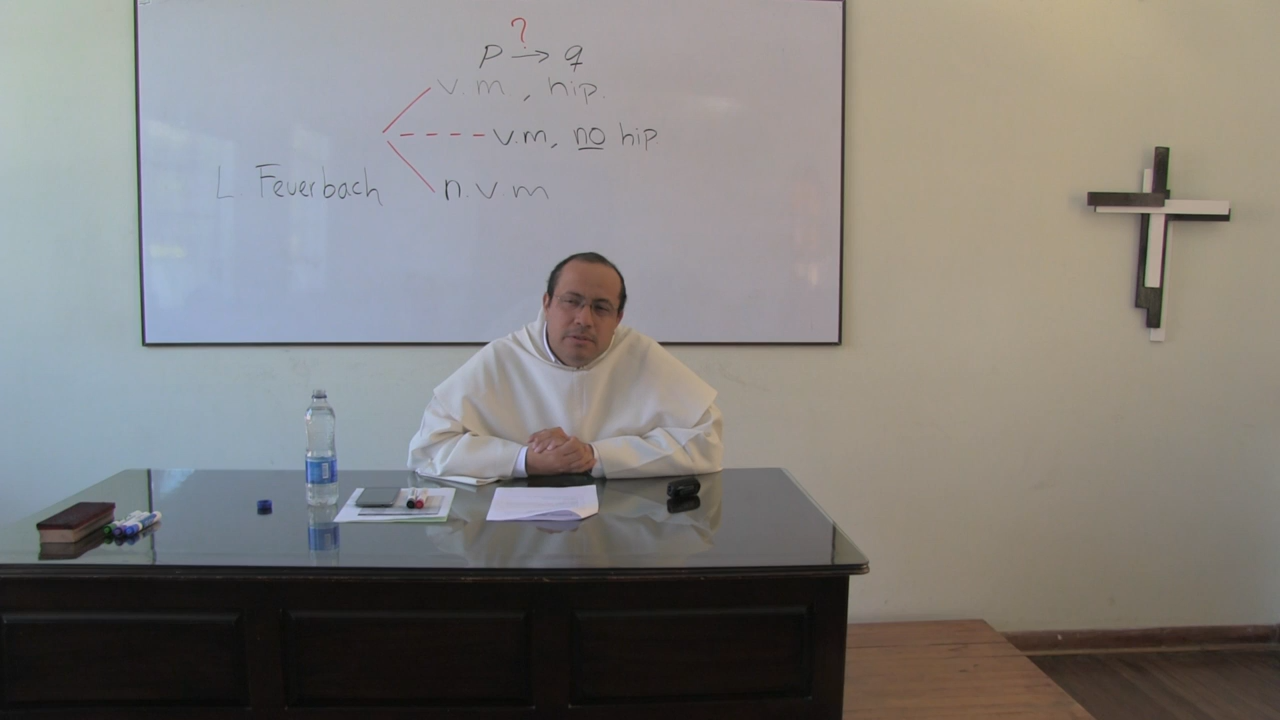 ?
p → q
v.m , hip.
v.m, no hip.
L. Feuerbach
n.v.m